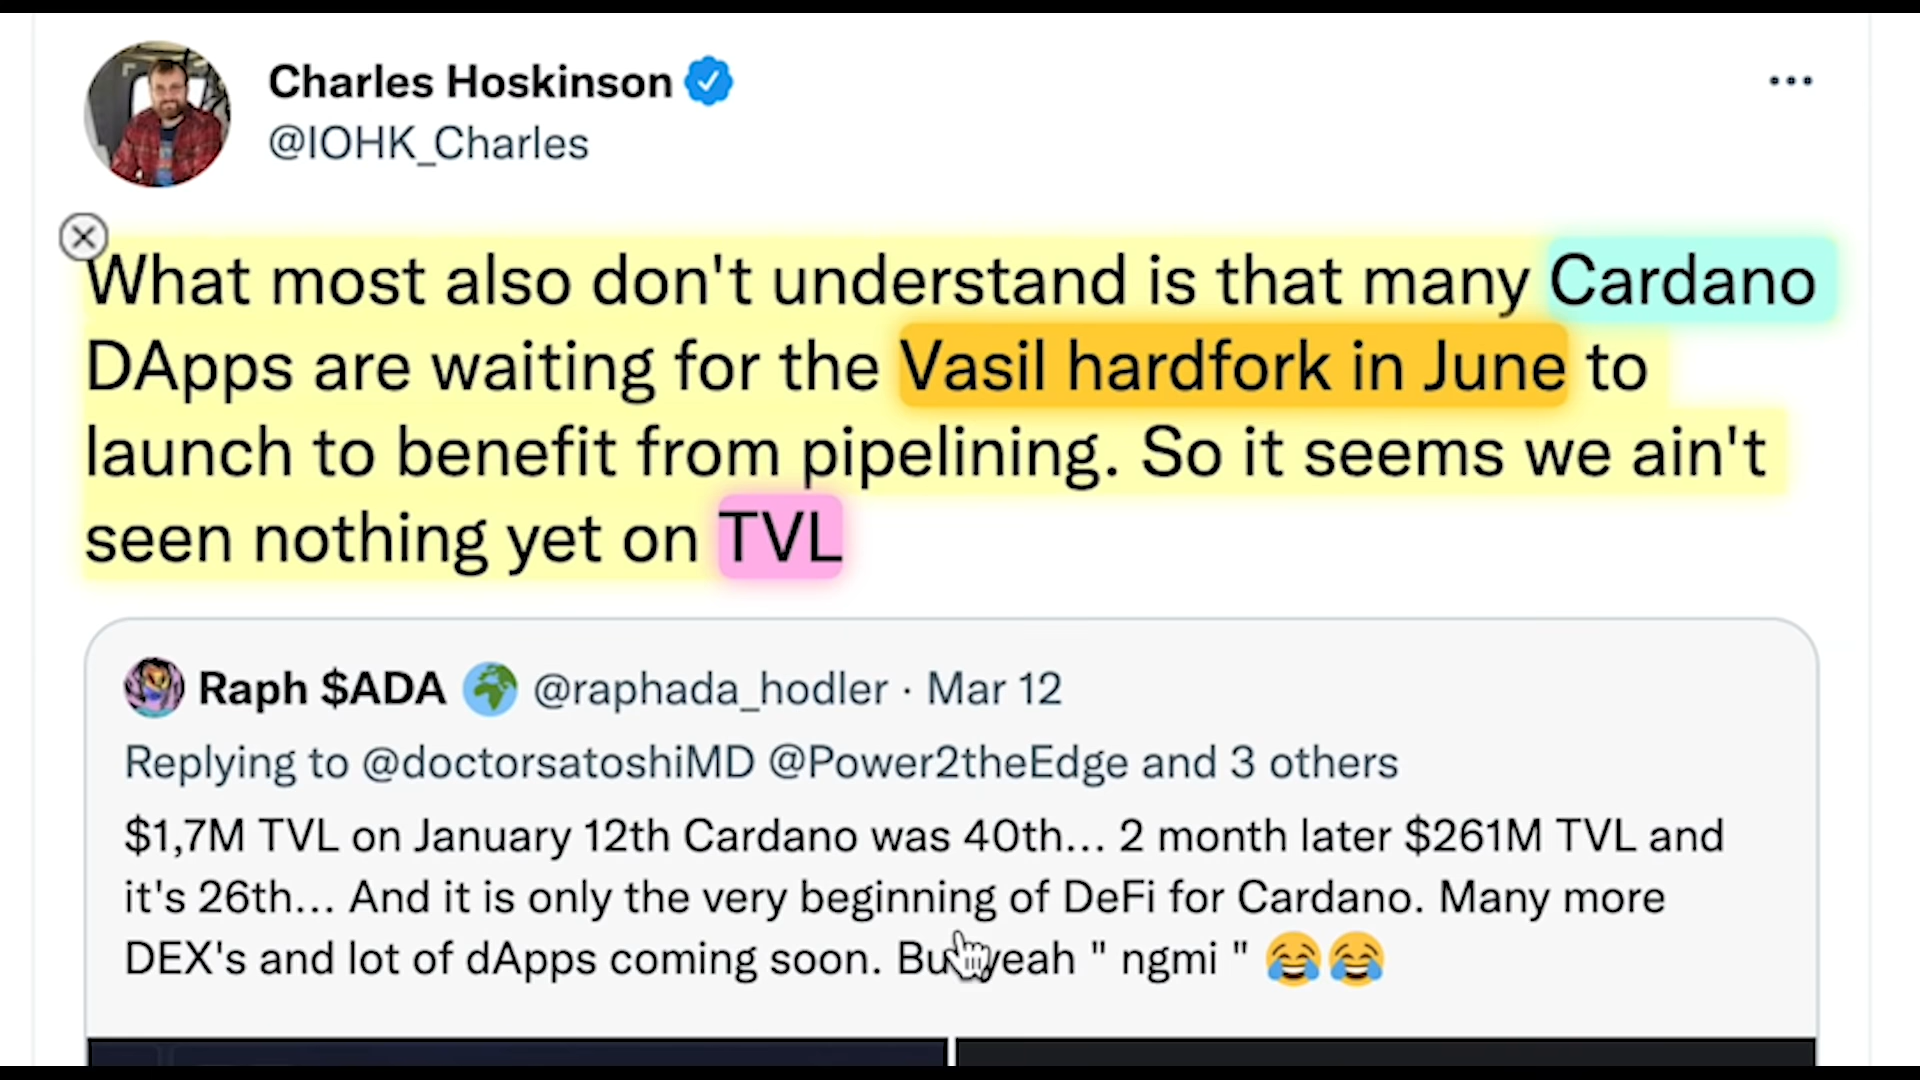 Charles Hoskinson
@IOHK_Charles
What most also don't understand is that many Cardano
DApps are waiting for the Vasil hardfork in June to
launch to benefit from pipelining. So it seems we ain't
seen nothing yet on TVL
Raph $ADA 🌍 @raphada_hodler · Mar 12
Replying to @doctorsatoshiMD @Power2theEdge and 3 others
$1,7M TVL on January 12th Cardano was 40th... 2 month later $261M TVL and
it's 26th... And it is only the very beginning of DeFi for Cardano. Many more
DEX's and lot of dApps coming soon. But yeah " ngmi " 😂😂